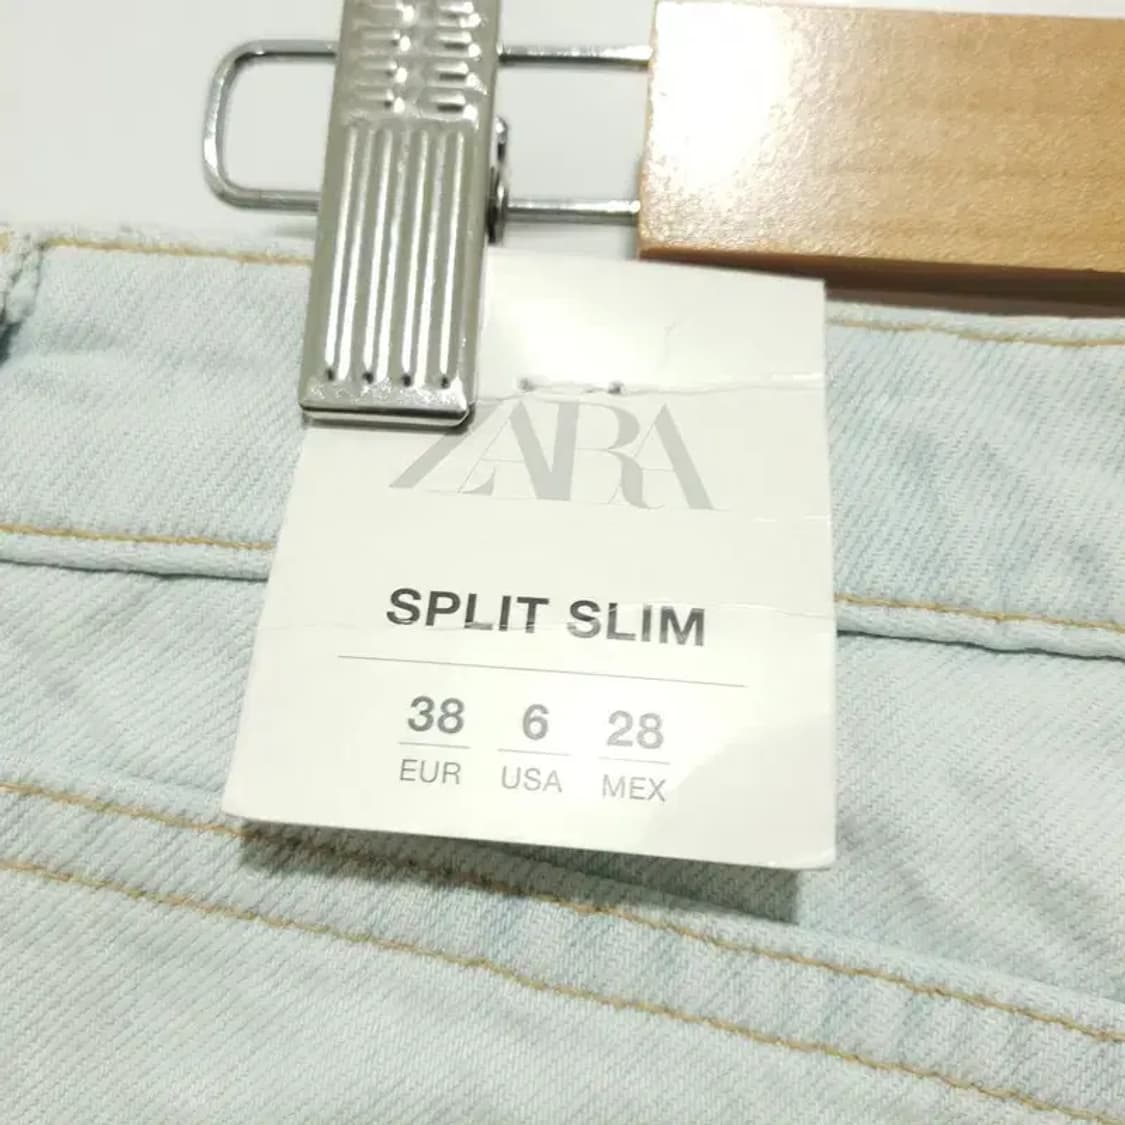 ZARA
SPLIT SLIM
38 6 28
EUR USA MEX